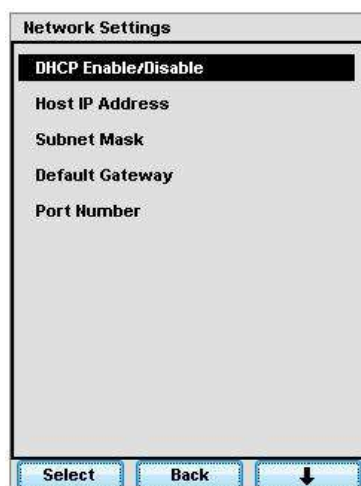 Network Settings
DHCP Enable/Disable
Host IP Address
Subnet Mask
Default Gateway
Port Number
Select Back ↓